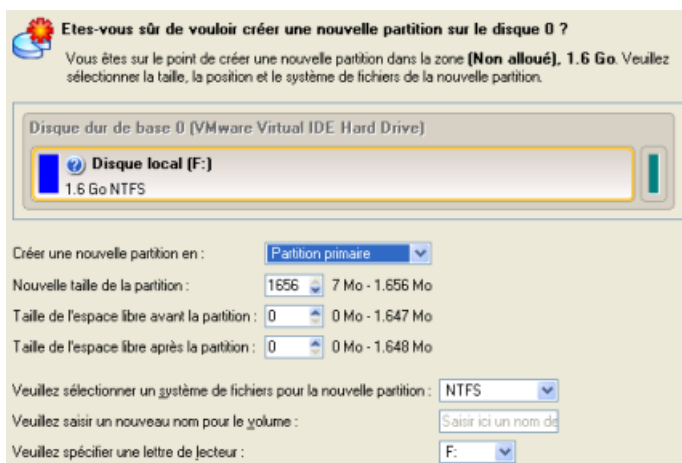 Etes-vous sûr de vouloir créer une nouvelle partition sur le disque 0 ?
Vous êtes sur le point de créer une nouvelle partition dans la zone (Non alloué), 1.6 Go. Veuillez
sélectionner la taille, la position et le système de fichiers de la nouvelle partition.
Disque dur de base 0 (VMware Virtual IDE Hard Drive)
Disque local (F:)
1.6 Go NTFS
Créer une nouvelle partition en : Partition primaire
Nouvelle taille de la partition : 1656 7 Mo - 1.656 Mo
Taille de l'espace libre avant la partition : 0 0 Mo - 1.647 Mo
Taille de l'espace libre après la partition : 0 0 Mo - 1.648 Mo
Veuillez sélectionner un système de fichiers pour la nouvelle partition : NTFS
Veuillez saisir un nouveau nom pour le volume : Saisir ici un nom de
Veuillez spécifier une lettre de lecteur : F: